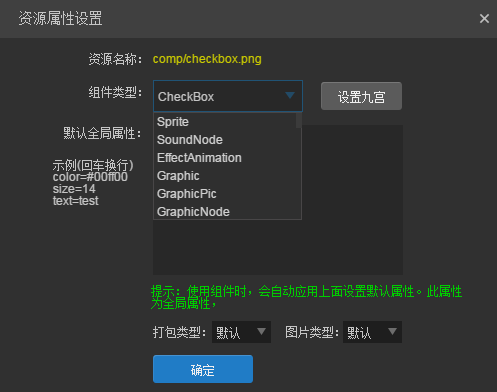 资源属性设置
资源名称： comp/checkbox.png
组件类型： CheckBox 设置九宫
Sprite
默认全局属性：
SoundNode
EffectAnimation
示例(回车换行)
color=#00ff00
size=14
text=test
Graphic
GraphicPic
GraphicNode
提示：使用组件时，会自动应用上面设置默认属性。此属性
为全局属性，
打包类型： 默认 图片类型： 默认
确定